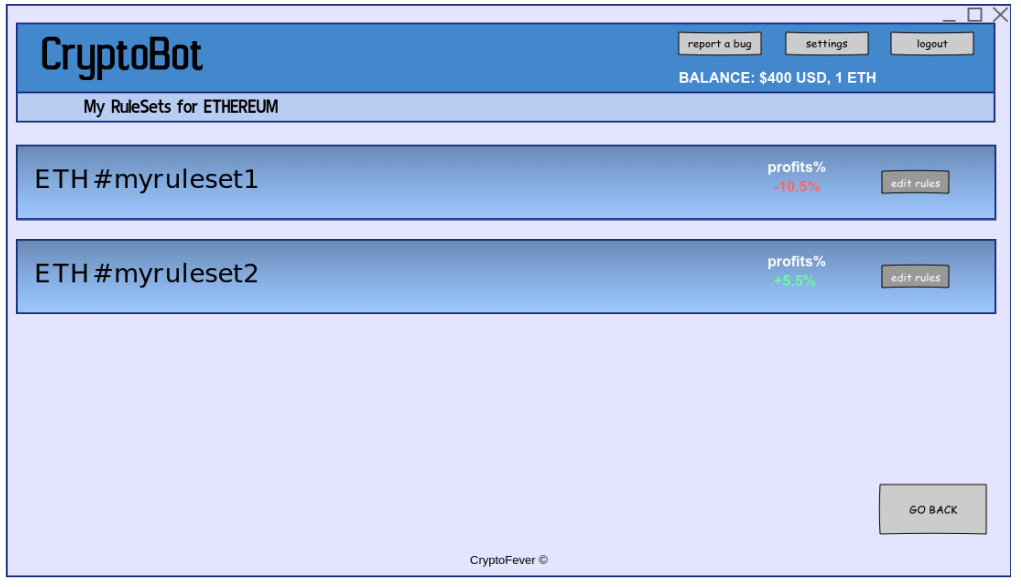 CryptoBot
report a bug
settings
logout
BALANCE: $400 USD, 1 ETH
My RuleSets for ETHEREUM
ETH #myruleset1
profits%
-10.5%
edit rules
ETH #myruleset2
profits%
+5.5%
edit rules
GO BACK
CryptoFever ©